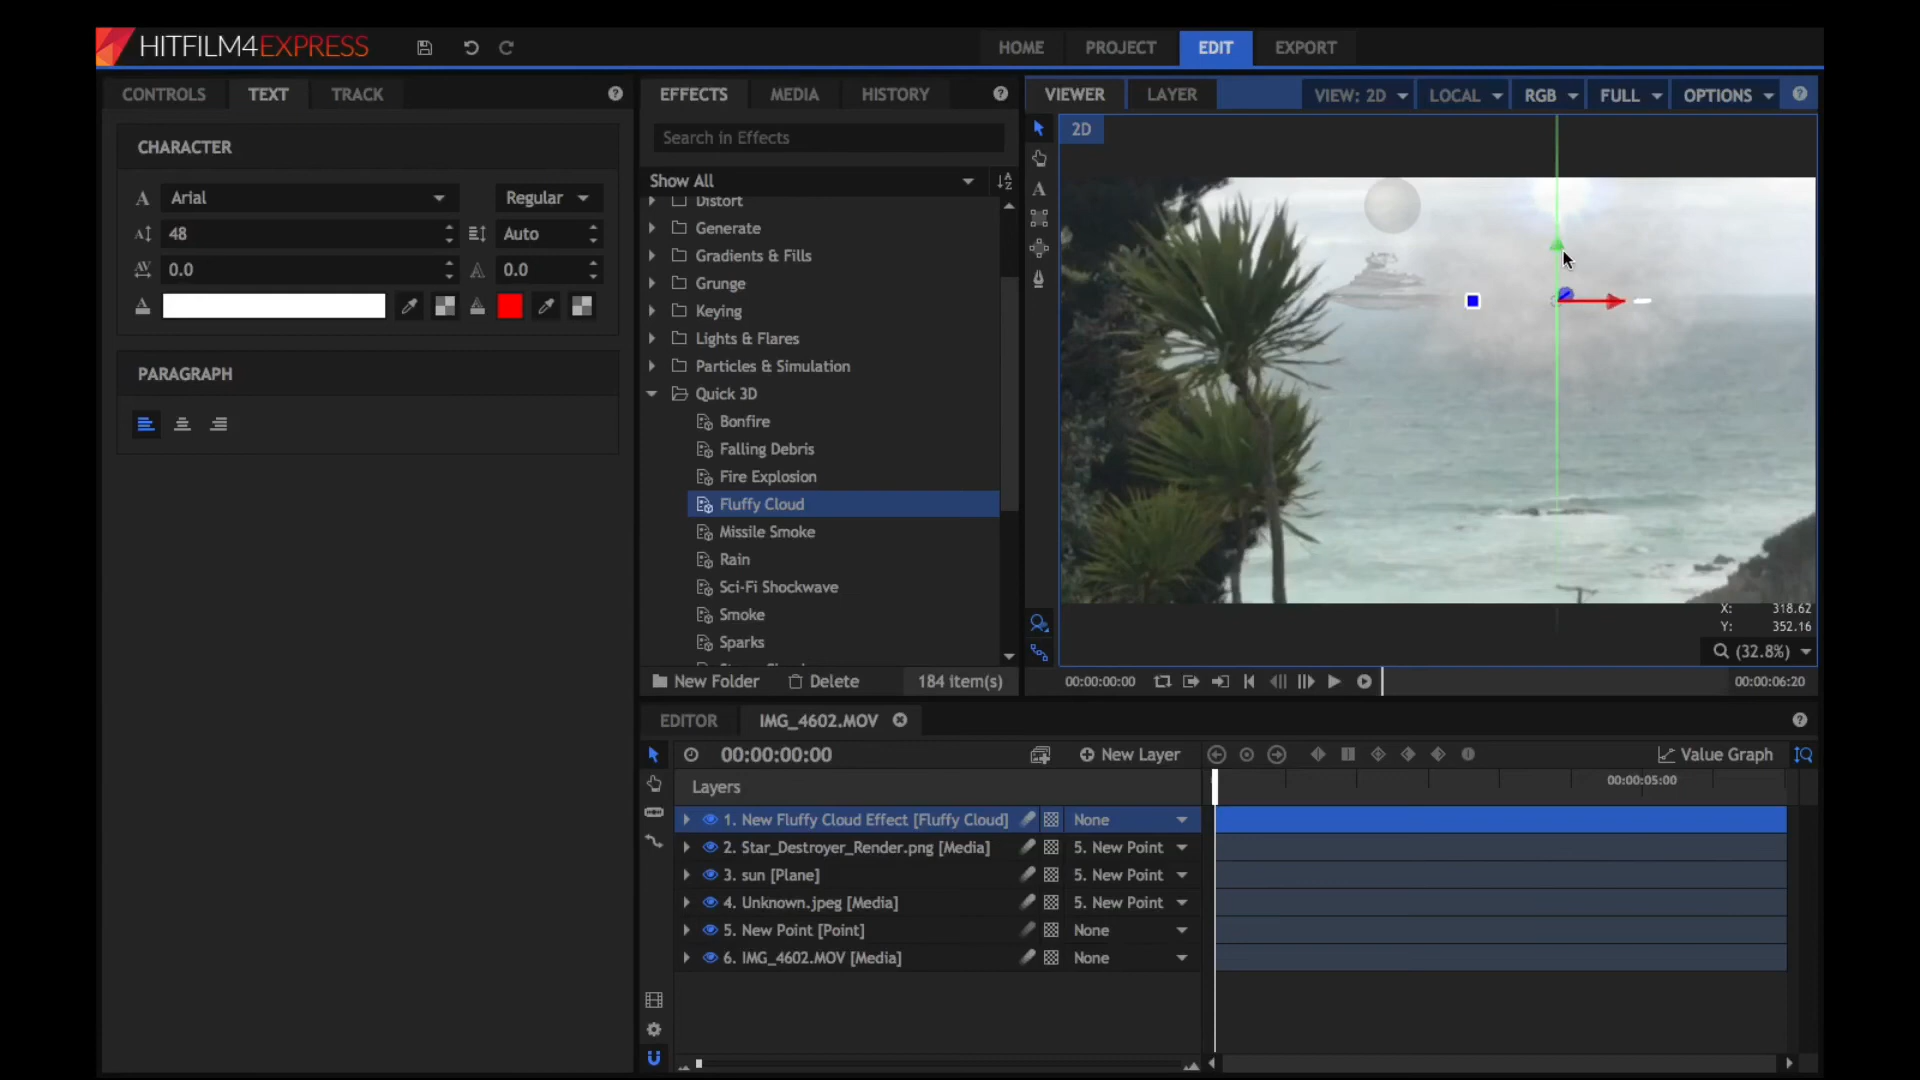 HITFILM4EXPRESS
HOME PROJECT EDIT EXPORT
CONTROLS TEXT TRACK
CHARACTER
Arial Regular
48 Auto
0.0 0.0
PARAGRAPH
EFFECTS MEDIA HISTORY
Search in Effects
Show All
Distort
Generate
Gradients & Fills
Grunge
Keying
Lights & Flares
Particles & Simulation
Quick 3D
Bonfire
Falling Debris
Fire Explosion
Fluffy Cloud
Missile Smoke
Rain
Sci-Fi Shockwave
Smoke
Sparks
New Folder Delete 184 item(s)
VIEWER LAYER VIEW: 2D LOCAL RGB FULL OPTIONS
2D
X: 318.62
Y: 352.16
(32.8%)
00:00:00:00 00:00:06:20
EDITOR IMG_4602.MOV
00:00:00:00 New Layer Value Graph
Layers 00:00:05:00
1. New Fluffy Cloud Effect [Fluffy Cloud] None
2. Star_Destroyer_Render.png [Media] 5. New Point
3. sun [Plane] 5. New Point
4. Unknown.jpeg [Media] 5. New Point
5. New Point [Point] None
6. IMG_4602.MOV [Media] None